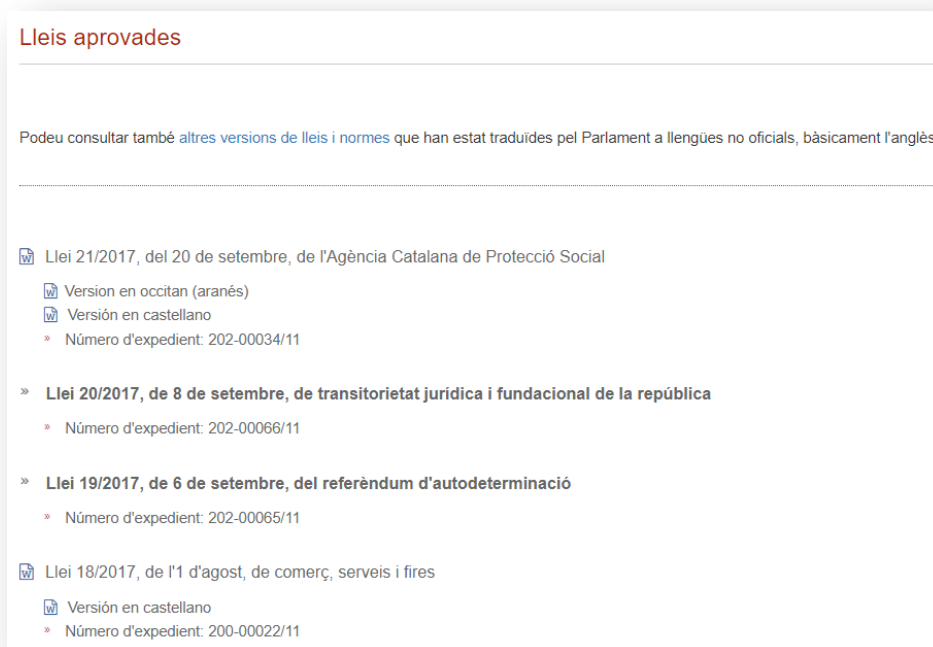 Lleis aprovades
Podeu consultar també altres versions de lleis i normes que han estat traduïdes pel Parlament a llengües no oficials, bàsicament l'anglès
Llei 21/2017, del 20 de setembre, de l'Agència Catalana de Protecció Social
Version en occitan (aranés)
Versión en castellano
» Número d'expedient: 202-00034/11
» Llei 20/2017, de 8 de setembre, de transitorietat jurídica i fundacional de la república
» Número d'expedient: 202-00066/11
» Llei 19/2017, de 6 de setembre, del referèndum d'autodeterminació
» Número d'expedient: 202-00065/11
Llei 18/2017, de l'1 d'agost, de comerç, serveis i fires
Versión en castellano
» Número d'expedient: 200-00022/11